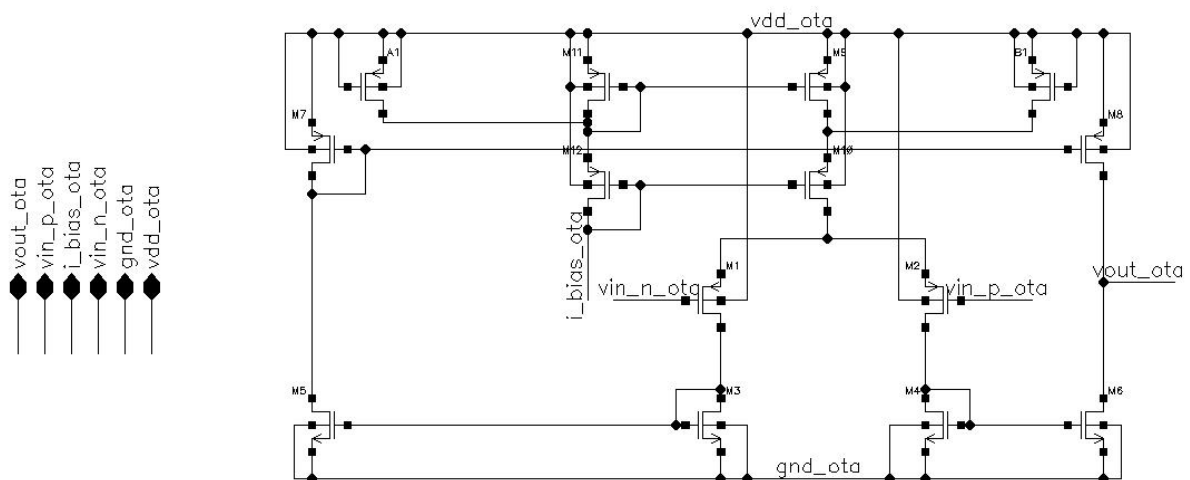 vdd_ota
A1
M11
M9
B1
M7
M8
M12
M10
vout_ota
vin_p_ota
i_bias_ota
vin_n_ota
gnd_ota
vdd_ota
i_bias_ota
M1
M2
vin_n_ota
vin_p_ota
vout_ota
M5
M3
M4
M6
gnd_ota